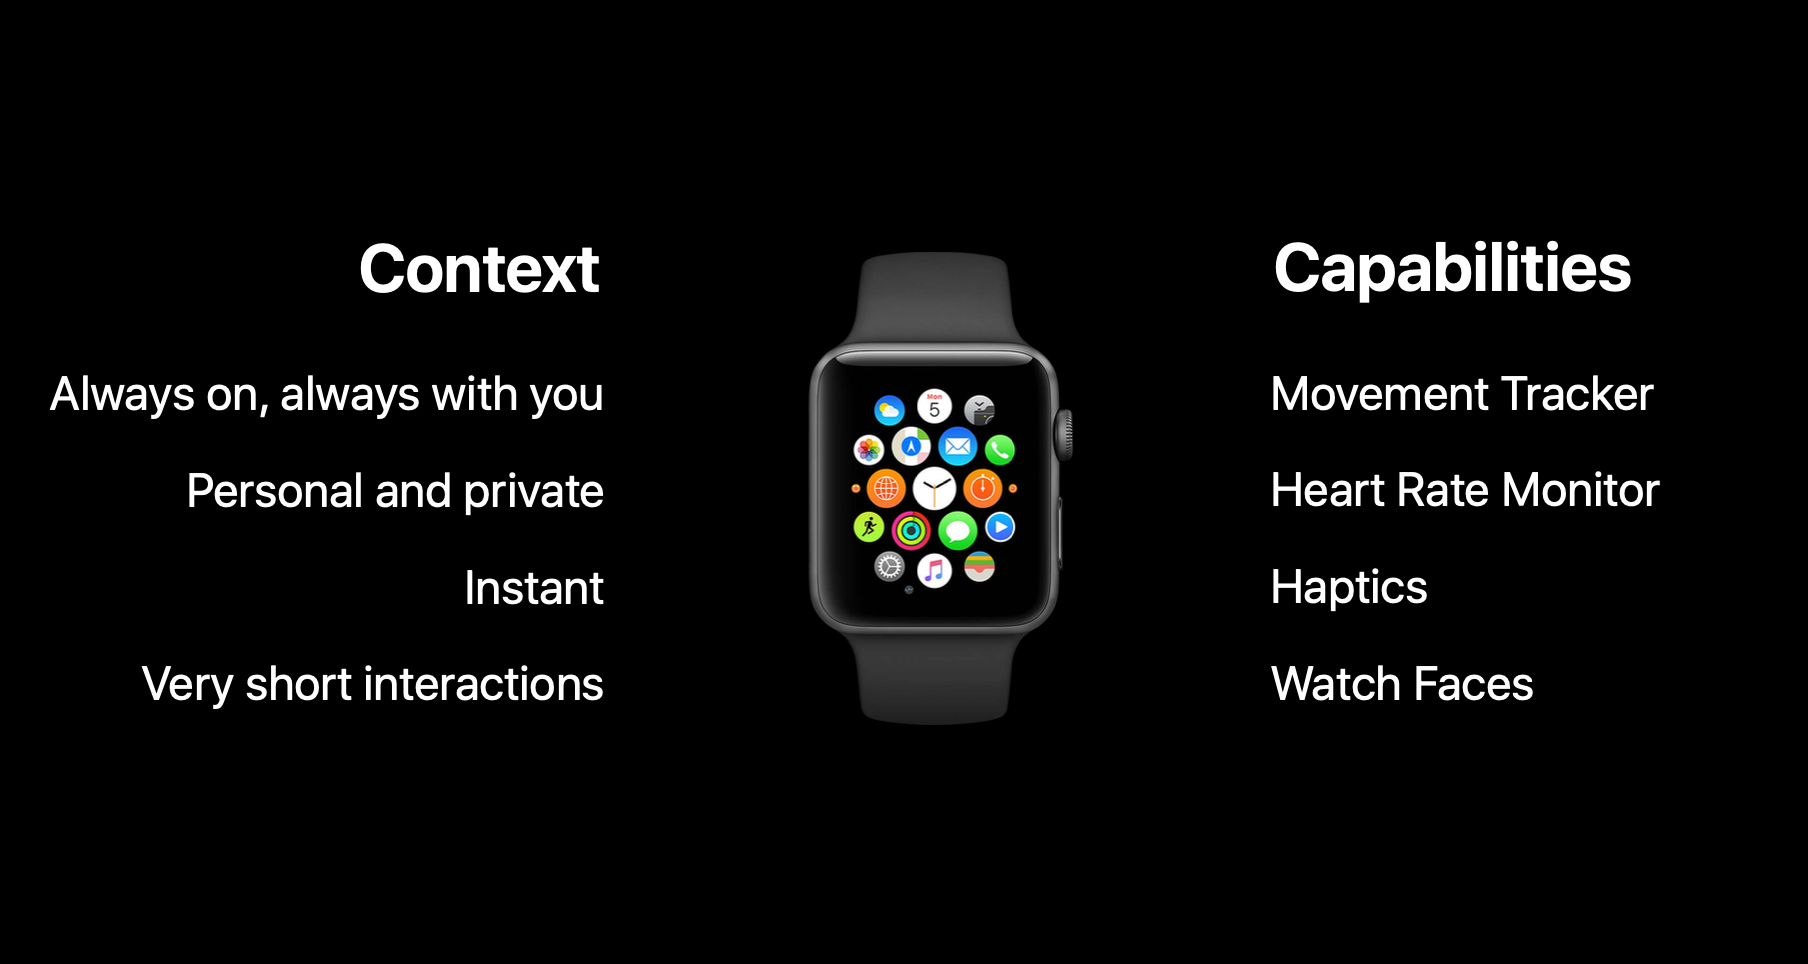 Context
Always on, always with you
Personal and private
Instant
Very short interactions
Mon
5
Capabilities
Movement Tracker
Heart Rate Monitor
Haptics
Watch Faces